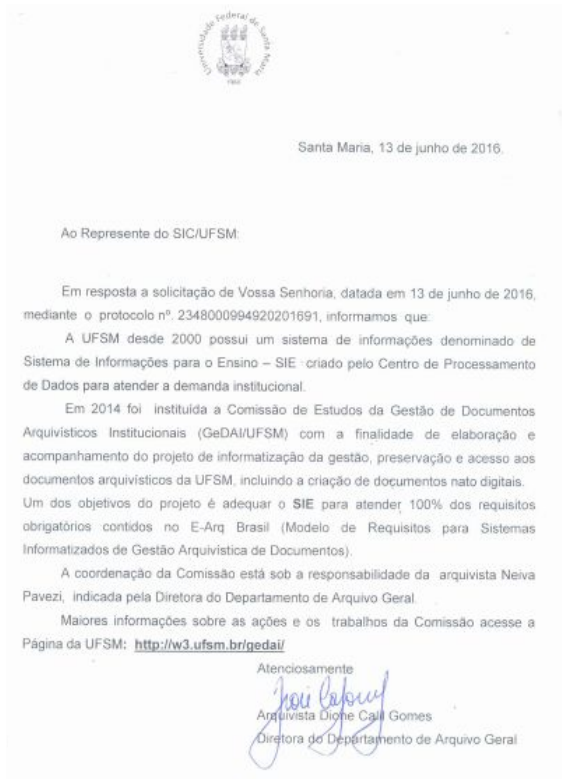 Universidade Federal de Santa Maria
1960
Santa Maria, 13 de junho de 2016.
Ao Represente do SIC/UFSM:
Em resposta a solicitação de Vossa Senhoria, datada em 13 de junho de 2016,
mediante o protocolo nº. 2348000994920201691, informamos que:
A UFSM desde 2000 possui um sistema de informações denominado de
Sistema de Informações para o Ensino – SIE criado pelo Centro de Processamento
de Dados para atender a demanda institucional.
Em 2014 foi instituída a Comissão de Estudos da Gestão de Documentos
Arquivísticos Institucionais (GeDAI/UFSM) com a finalidade de elaboração e
acompanhamento do projeto de informatização da gestão, preservação e acesso aos
documentos arquivísticos da UFSM, incluindo a criação de documentos nato digitais.
Um dos objetivos do projeto é adequar o SIE para atender 100% dos requisitos
obrigatórios contidos no E-Arq Brasil (Modelo de Requisitos para Sistemas
Informatizados de Gestão Arquivística de Documentos).
A coordenação da Comissão está sob a responsabilidade da arquivista Neiva
Pavezi, indicada pela Diretora do Departamento de Arquivo Geral.
Maiores informações sobre as ações e os trabalhos da Comissão acesse a
Página da UFSM: http://w3.ufsm.br/gedai/
Atenciosamente
Arquivista Dione Calil Gomes
Diretora do Departamento de Arquivo Geral